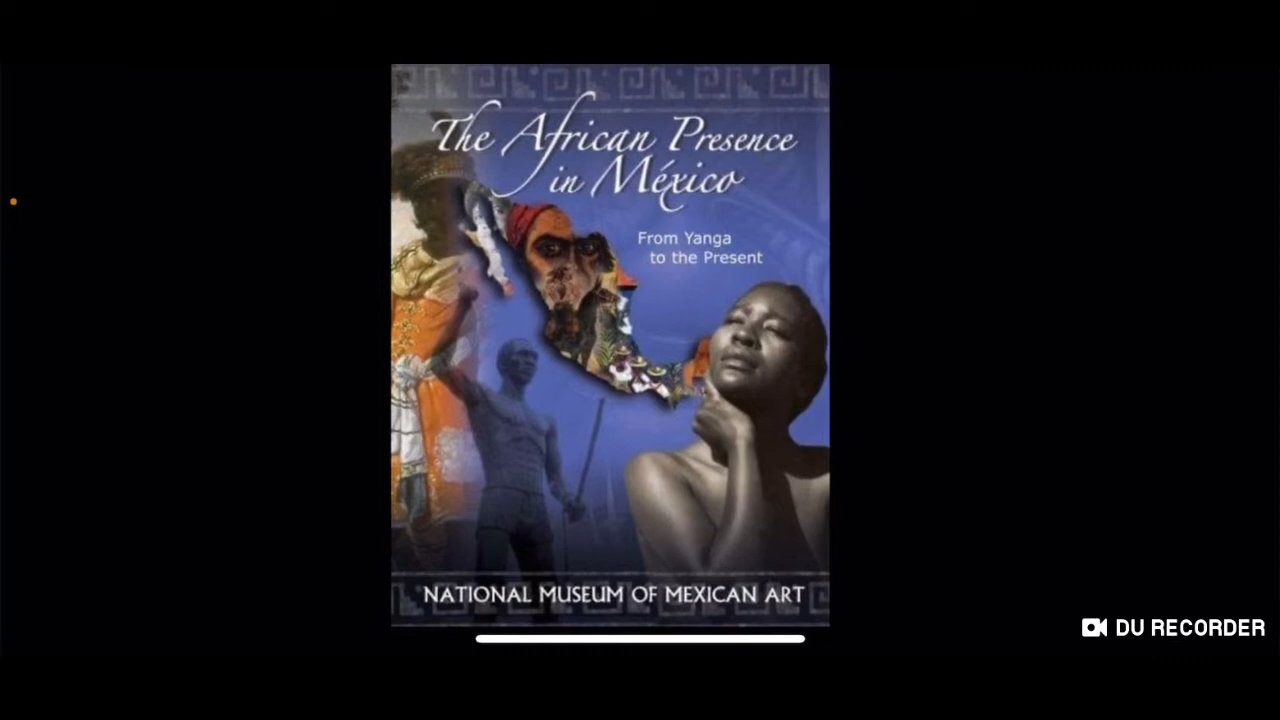 The African Presence
in México
From Yanga
to the Present
NATIONAL MUSEUM OF MEXICAN ART
DU RECORDER